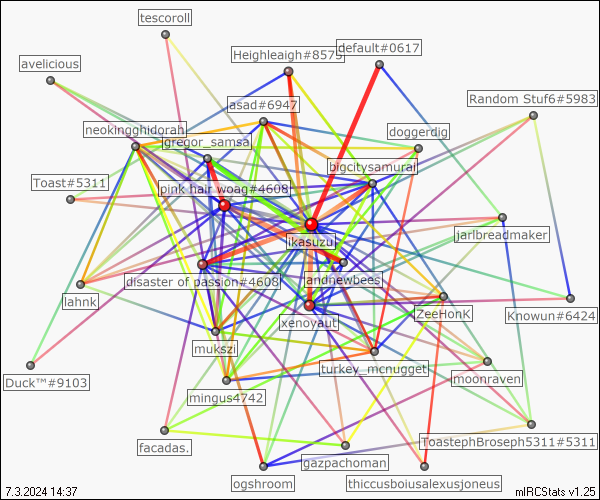 tescoroll
Heighleigh#8575
default#0617
avelicious
Random Stuf6#5983
asad#6947
neokingghidorah
gregor_samsa
doggerdig
bigcitysamurai
Toast#5311
pink hair woag#4608
ikasuzu
jarlbreadmaker
disaster of passion#4608
andnewbees
lahnk
ZeeHonK
Knowun#6424
xenoyaut
mukszi
turkey_mcnugget
moonraven
Duck™#9103
mingus4742
ToastephBroseph5311#5311
facadas.
gazpachoman
ogshroom
thiccusboiusalexusjoneus
7.3.2024 14:37
mIRCStats v1.25